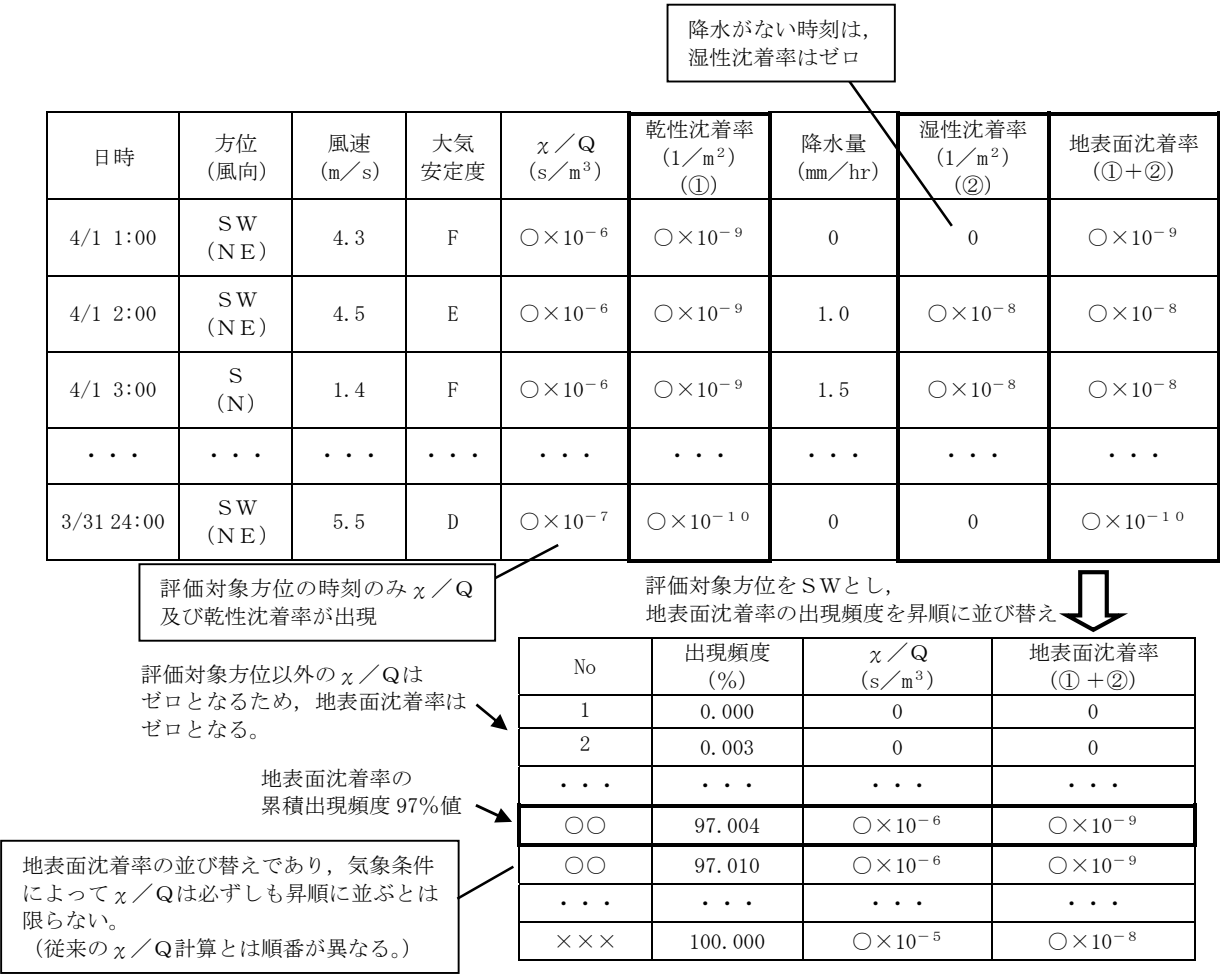 降水がない時刻は，
湿性沈着率はゼロ
日時 方位（風向） 風速（m／s） 大気安定度 χ／Q（s／m³） 乾性沈着率（1／m²）（①） 降水量（mm／hr） 湿性沈着率（1／m²）（②） 地表面沈着率（①＋②）
4/1 1:00 ＳＷ（ＮＥ） 4.3 F ○×10⁻⁶ ○×10⁻⁹ 0 0 ○×10⁻⁹
4/1 2:00 ＳＷ（ＮＥ） 4.5 E ○×10⁻⁶ ○×10⁻⁹ 1.0 ○×10⁻⁸ ○×10⁻⁸
4/1 3:00 Ｓ（Ｎ） 1.4 F ○×10⁻⁶ ○×10⁻⁹ 1.5 ○×10⁻⁸ ○×10⁻⁸
・・・ ・・・ ・・・ ・・・ ・・・ ・・・ ・・・ ・・・ ・・・
3/31 24:00 ＳＷ（ＮＥ） 5.5 D ○×10⁻⁷ ○×10⁻¹⁰ 0 0 ○×10⁻¹⁰
評価対象方位の時刻のみχ／Q
及び乾性沈着率が出現
評価対象方位をＳＷとし，
地表面沈着率の出現頻度を昇順に並び替え
評価対象方位以外のχ／Qは
ゼロとなるため，地表面沈着率は
ゼロとなる。
地表面沈着率の
累積出現頻度 97％値
地表面沈着率の並び替えであり，気象条件
によってχ／Qは必ずしも昇順に並ぶとは
限らない。
（従来のχ／Q計算とは順番が異なる。）
No 出現頻度（%） χ／Q（s／m³） 地表面沈着率（①＋②）
1 0.000 0 0
2 0.003 0 0
・・・ ・・・ ・・・ ・・・
○○ 97.004 ○×10⁻⁶ ○×10⁻⁹
○○ 97.010 ○×10⁻⁶ ○×10⁻⁹
・・・ ・・・ ・・・ ・・・
××× 100.000 ○×10⁻⁵ ○×10⁻⁸